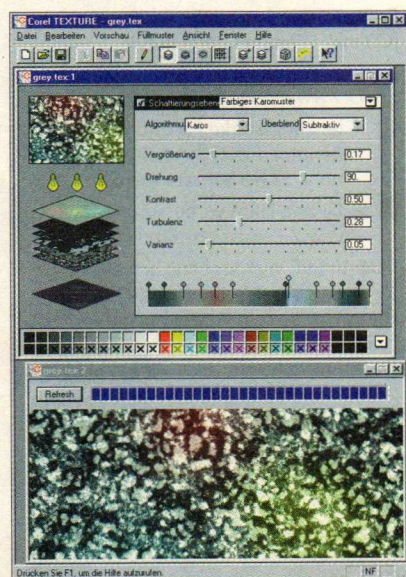 Corel TEXTURE - grey.tex
Datei Bearbeiten Vorschau Füllmuster Ansicht Fenster Hilfe
grey.tex:1
Schattierungsebene Farbiges Karomuster
Algorithmu Karos Überblend Subtraktiv
Vergrößerung 0.17
Drehung 90.
Kontrast 0.50
Turbulenz 0.28
Varianz 0.05
grey.tex:2
Refresh
Drücken Sie F1, um die Hilfe aufzurufen. NF